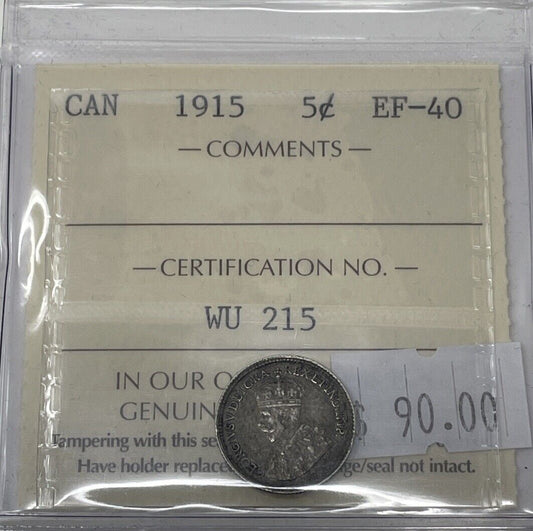 CAN 1915 5¢ EF-40
— COMMENTS —
— CERTIFICATION NO. —
WU 215
IN OUR
GENUIN
$ 90.00
Tampering with this se
Have holder replace ge/seal not intact.